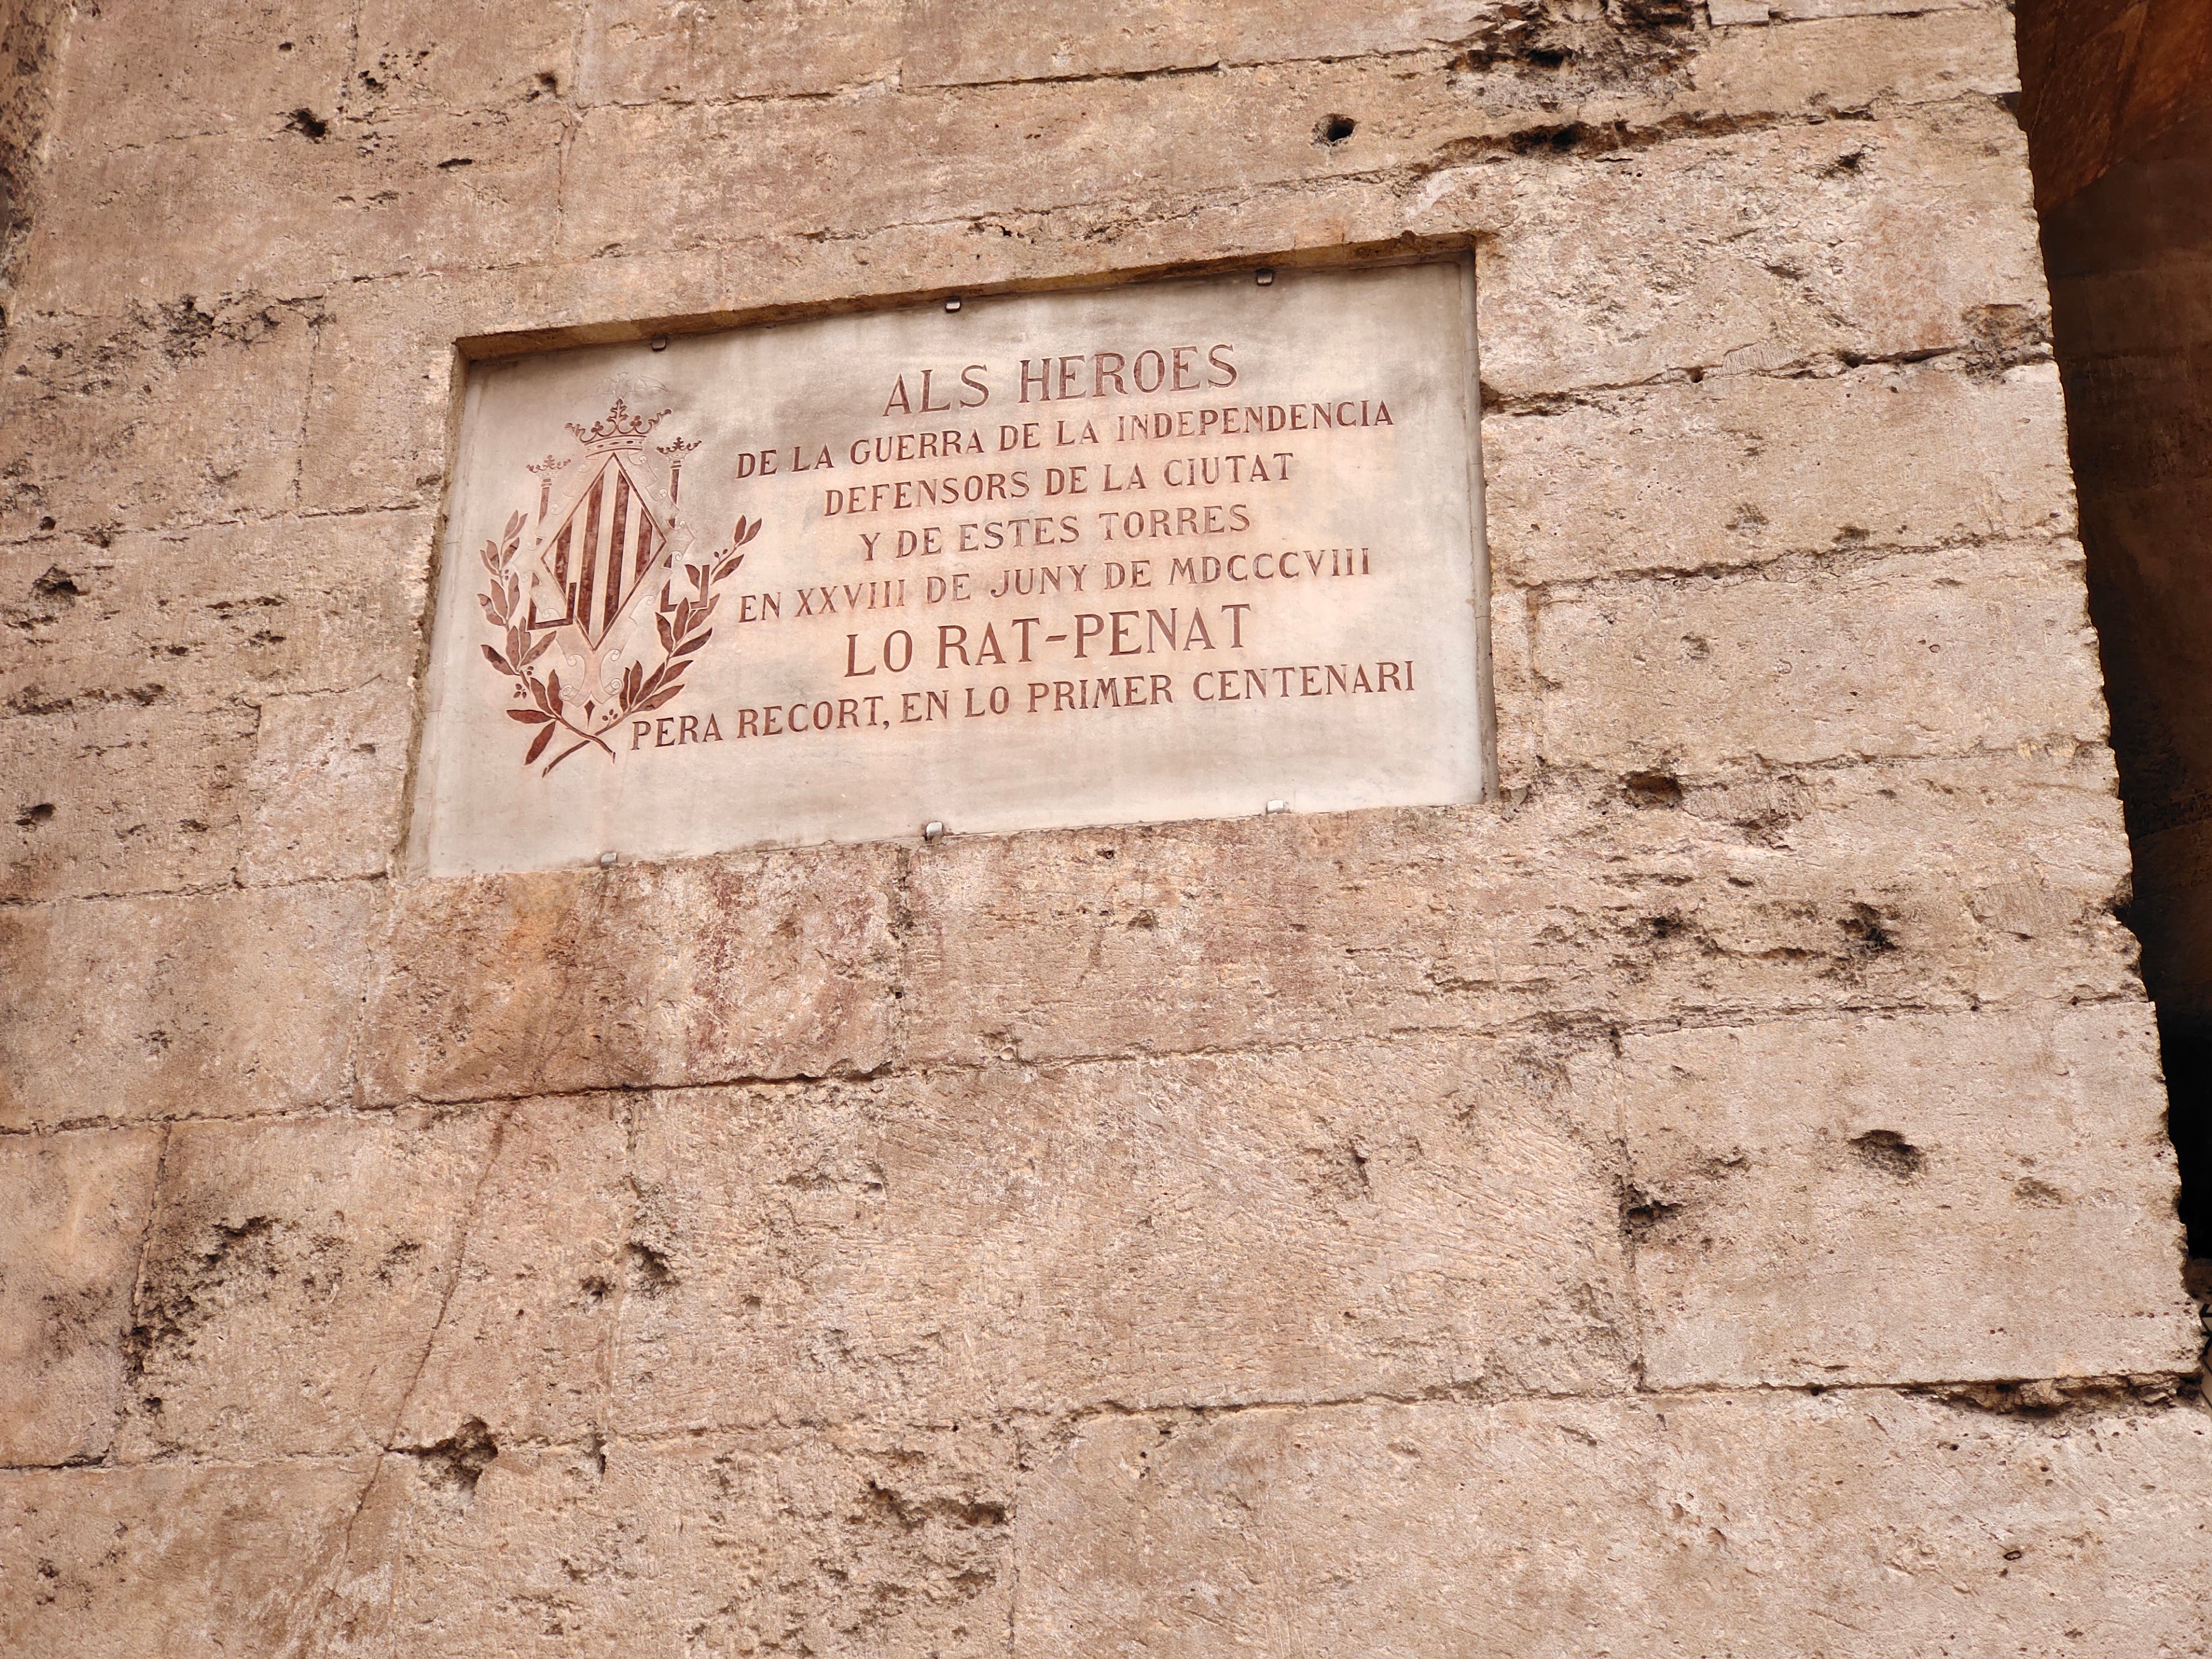 ALS HEROES
DE LA GUERRA DE LA INDEPENDENCIA
DEFENSORS DE LA CIUTAT
Y DE ESTES TORRES
EN XXVIII DE JUNY DE MDCCCVIII
LO RAT-PENAT
PERA RECORT, EN LO PRIMER CENTENARI